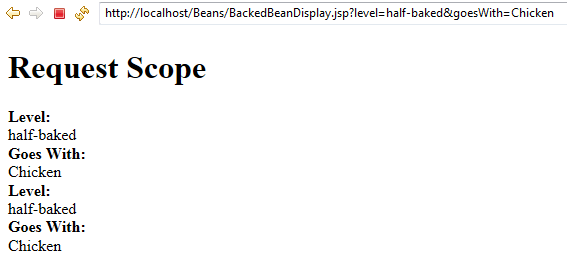 http://localhost/Beans/BackedBeanDisplay.jsp?level=half-baked&goesWith=Chicken
Request Scope
Level:
half-baked
Goes With:
Chicken
Level:
half-baked
Goes With:
Chicken